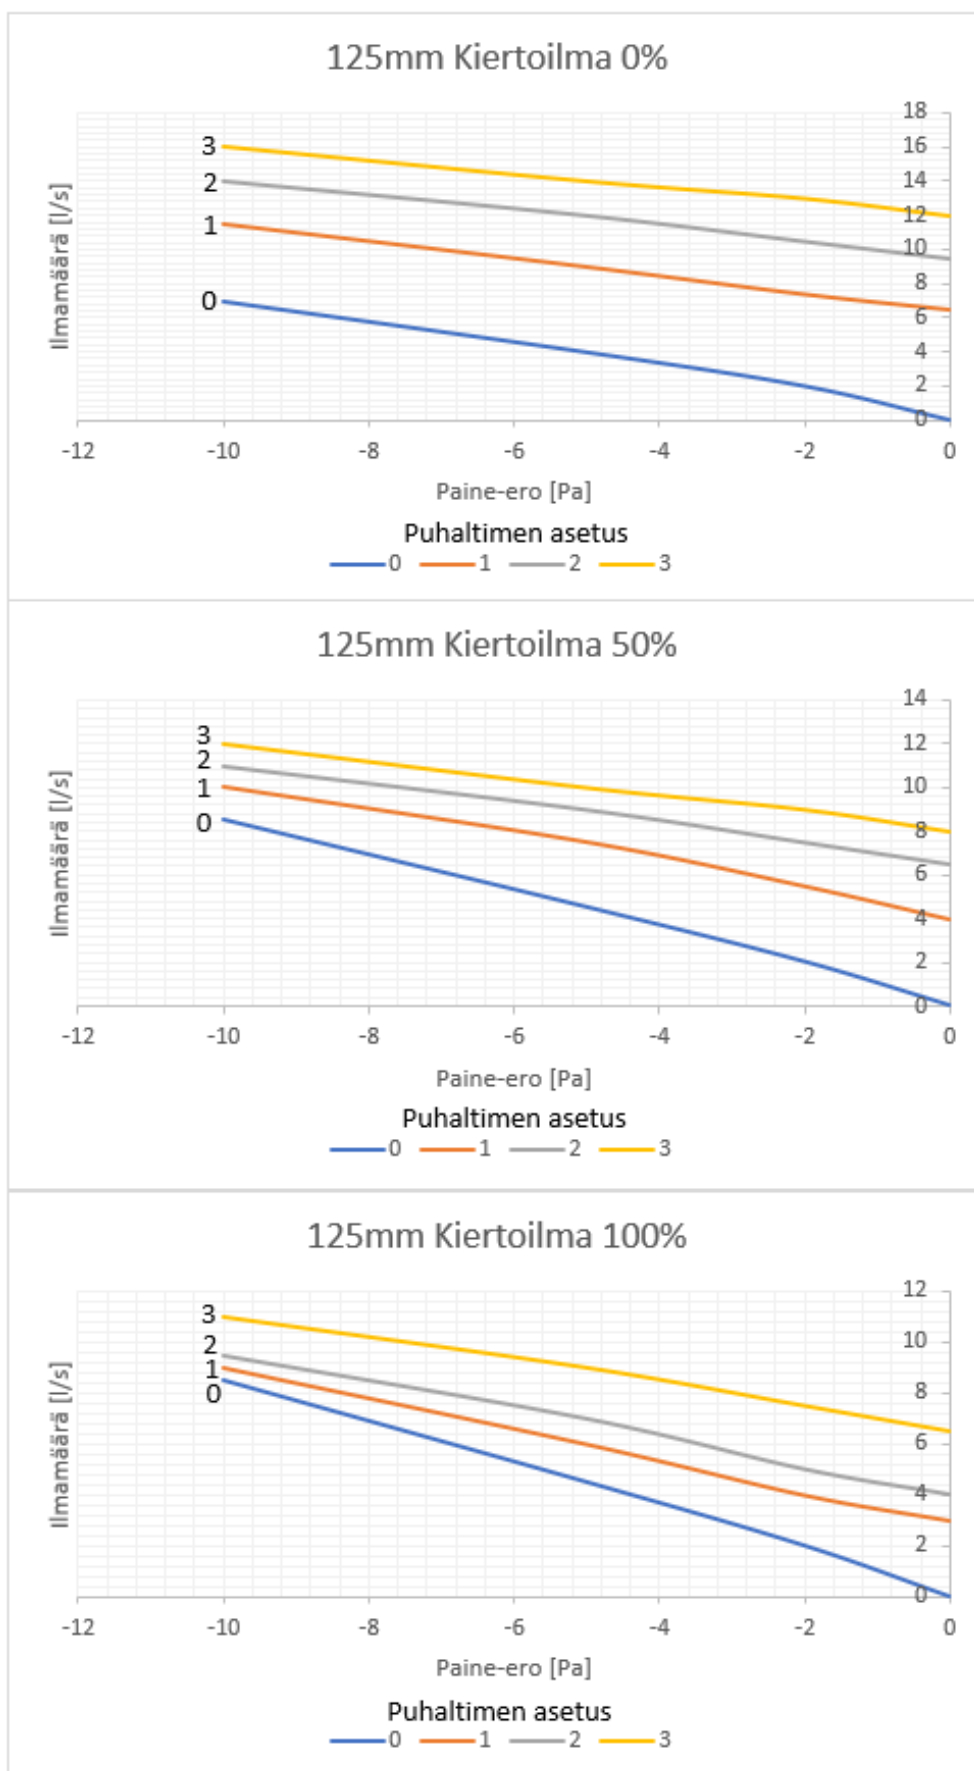 125mm Kiertoilma 0%
18
16
14
12
10
8
6
4
2
0
3
2
1
0
Ilmamäärä [l/s]
-12 -10 -8 -6 -4 -2 0
Paine-ero [Pa]
Puhaltimen asetus
0 1 2 3
125mm Kiertoilma 50%
14
12
10
8
6
4
2
0
3
2
1
0
Ilmamäärä [l/s]
-12 -10 -8 -6 -4 -2 0
Paine-ero [Pa]
Puhaltimen asetus
0 1 2 3
125mm Kiertoilma 100%
12
10
8
6
4
2
0
3
2
1
0
Ilmamäärä [l/s]
-12 -10 -8 -6 -4 -2 0
Paine-ero [Pa]
Puhaltimen asetus
0 1 2 3